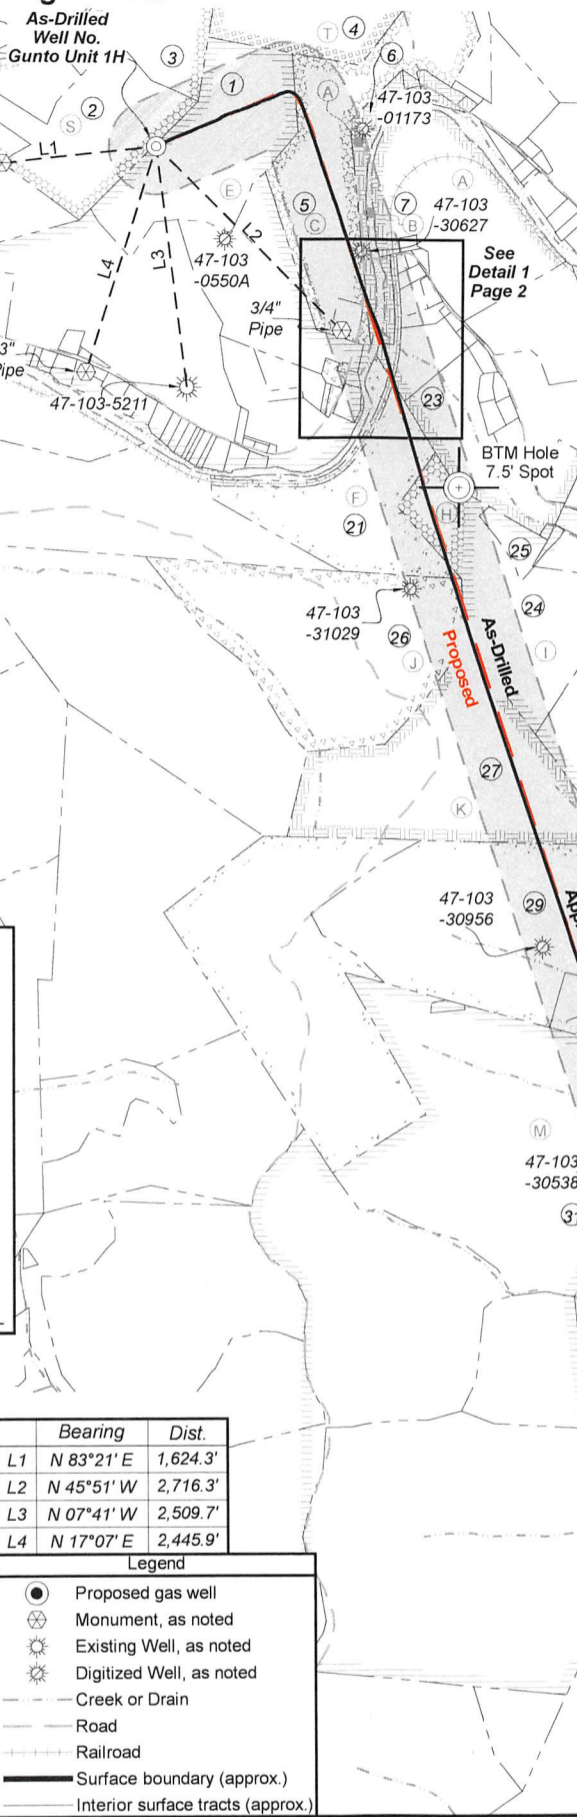 As-Drilled
Well No.
Gunto Unit 1H
3
T
4
6
1
A
47-103
-01173
2
S
L1
E
A
5
C
7
B
47-103
-30627
L2
L4
L3
47-103
-0550A
See
Detail 1
Page 2
3/4"
Pipe
3"
Pipe
47-103-5211
23
BTM Hole
7.5' Spot
F
21
H
25
47-103
-31029
26
J
24
I
As-Drilled
Proposed
27
K
47-103
-30956
29
M
47-103
-30538
Bearing Dist.
L1 N 83°21' E 1,624.3'
L2 N 45°51' W 2,716.3'
L3 N 07°41' W 2,509.7'
L4 N 17°07' E 2,445.9'
Legend
Proposed gas well
Monument, as noted
Existing Well, as noted
Digitized Well, as noted
Creek or Drain
Road
Railroad
Surface boundary (approx.)
Interior surface tracts (approx.)